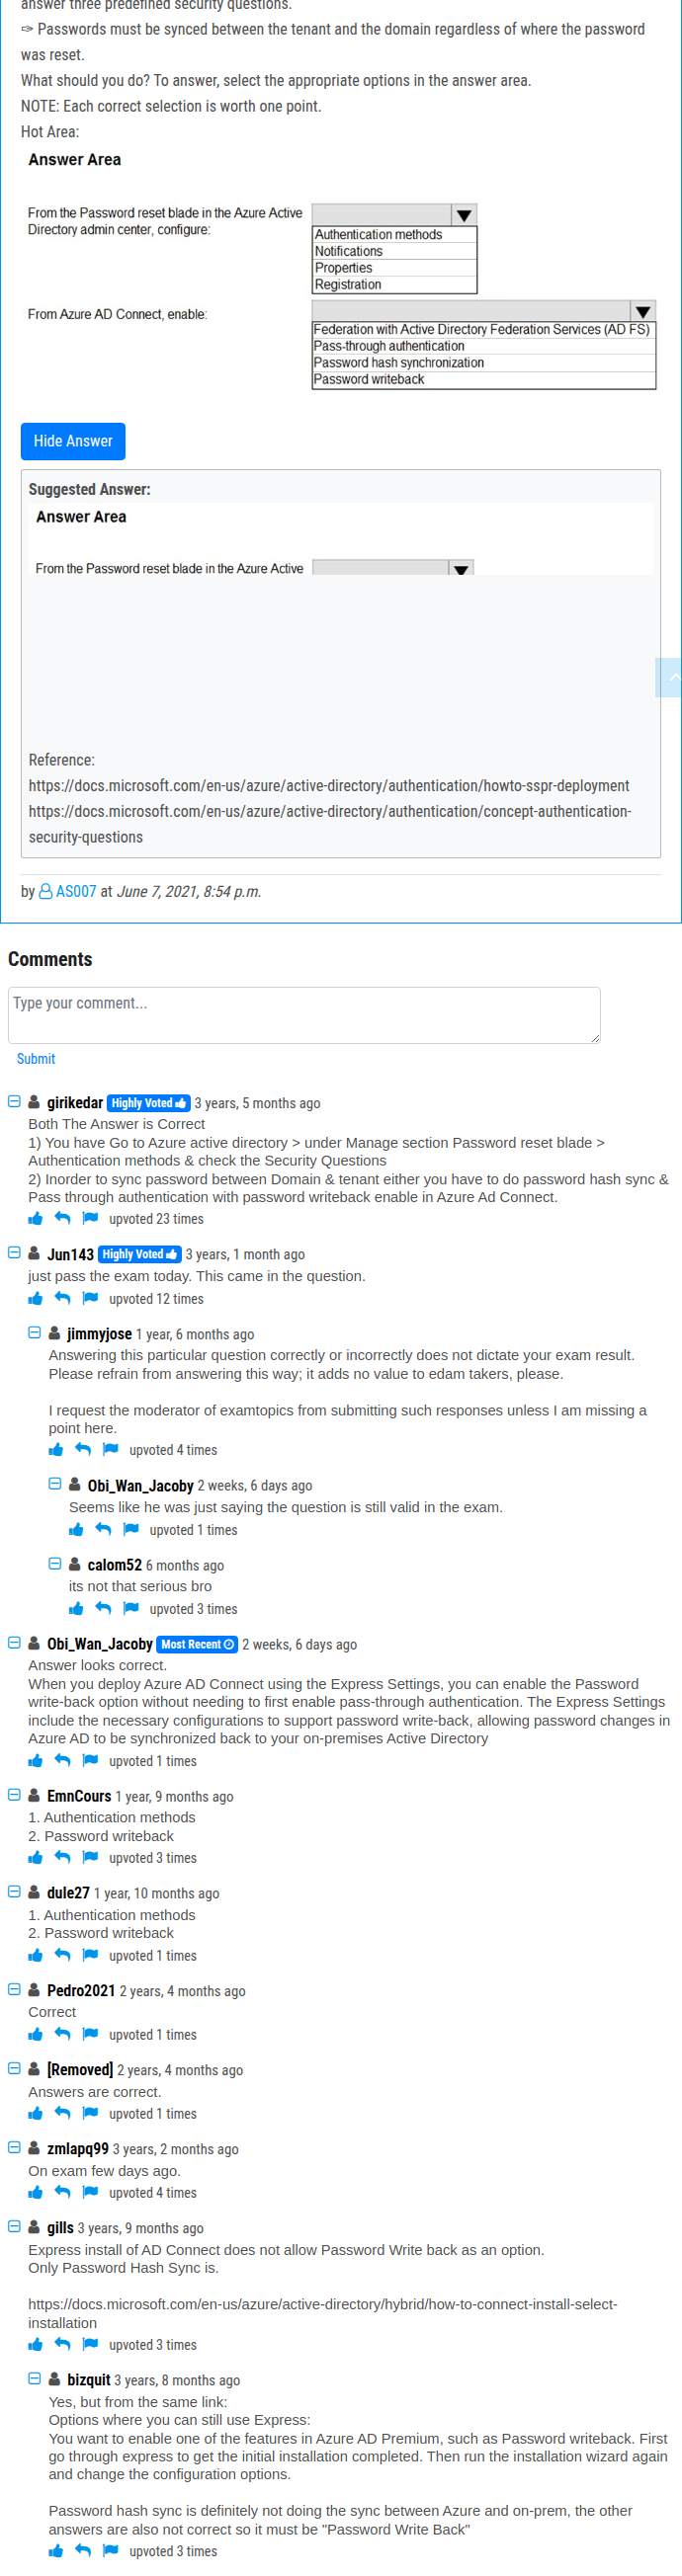 answer three predefined security questions.
✑ Passwords must be synced between the tenant and the domain regardless of where the password
was reset.
What should you do? To answer, select the appropriate options in the answer area.
NOTE: Each correct selection is worth one point.
Hot Area:
Answer Area
From the Password reset blade in the Azure Active
Directory admin center, configure:
Authentication methods
Notifications
Properties
Registration
From Azure AD Connect, enable:
Federation with Active Directory Federation Services (AD FS)
Pass-through authentication
Password hash synchronization
Password writeback
Hide Answer
Suggested Answer:
Answer Area
From the Password reset blade in the Azure Active
Reference:
https://docs.microsoft.com/en-us/azure/active-directory/authentication/howto-sspr-deployment
https://docs.microsoft.com/en-us/azure/active-directory/authentication/concept-authentication-
security-questions
by AS007 at June 7, 2021, 8:54 p.m.
Comments
Type your comment...
Submit
girikedar Highly Voted 3 years, 5 months ago
Both The Answer is Correct
1) You have Go to Azure active directory > under Manage section Password reset blade >
Authentication methods & check the Security Questions
2) Inorder to sync password between Domain & tenant either you have to do password hash sync &
Pass through authentication with password writeback enable in Azure Ad Connect.
upvoted 23 times
Jun143 Highly Voted 3 years, 1 month ago
just pass the exam today. This came in the question.
upvoted 12 times
jimmyjose 1 year, 6 months ago
Answering this particular question correctly or incorrectly does not dictate your exam result.
Please refrain from answering this way; it adds no value to edam takers, please.
I request the moderator of examtopics from submitting such responses unless I am missing a
point here.
upvoted 4 times
Obi_Wan_Jacoby 2 weeks, 6 days ago
Seems like he was just saying the question is still valid in the exam.
upvoted 1 times
calom52 6 months ago
its not that serious bro
upvoted 3 times
Obi_Wan_Jacoby Most Recent 2 weeks, 6 days ago
Answer looks correct.
When you deploy Azure AD Connect using the Express Settings, you can enable the Password
write-back option without needing to first enable pass-through authentication. The Express Settings
include the necessary configurations to support password write-back, allowing password changes in
Azure AD to be synchronized back to your on-premises Active Directory
upvoted 1 times
EmnCours 1 year, 9 months ago
1. Authentication methods
2. Password writeback
upvoted 3 times
dule27 1 year, 10 months ago
1. Authentication methods
2. Password writeback
upvoted 1 times
Pedro2021 2 years, 4 months ago
Correct
upvoted 1 times
[Removed] 2 years, 4 months ago
Answers are correct.
upvoted 1 times
zmlapq99 3 years, 2 months ago
On exam few days ago.
upvoted 4 times
gills 3 years, 9 months ago
Express install of AD Connect does not allow Password Write back as an option.
Only Password Hash Sync is.
https://docs.microsoft.com/en-us/azure/active-directory/hybrid/how-to-connect-install-select-
installation
upvoted 3 times
bizquit 3 years, 8 months ago
Yes, but from the same link:
Options where you can still use Express:
You want to enable one of the features in Azure AD Premium, such as Password writeback. First
go through express to get the initial installation completed. Then run the installation wizard again
and change the configuration options.
Password hash sync is definitely not doing the sync between Azure and on-prem, the other
answers are also not correct so it must be "Password Write Back"
upvoted 3 times